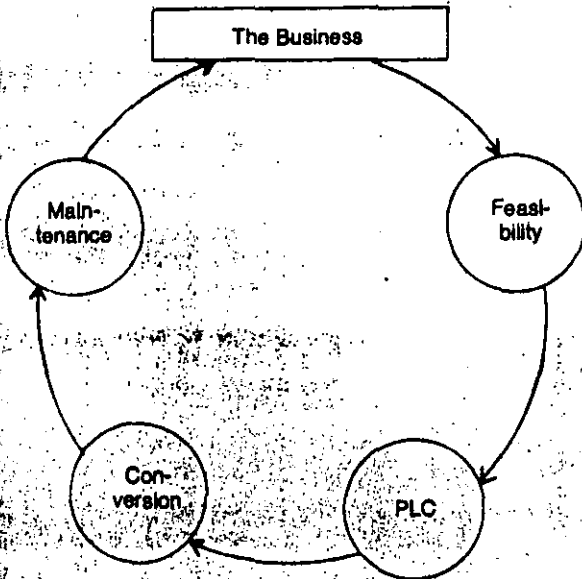 The Business
Feasi-
bility
PLC
Con-
version
Main-
tenance